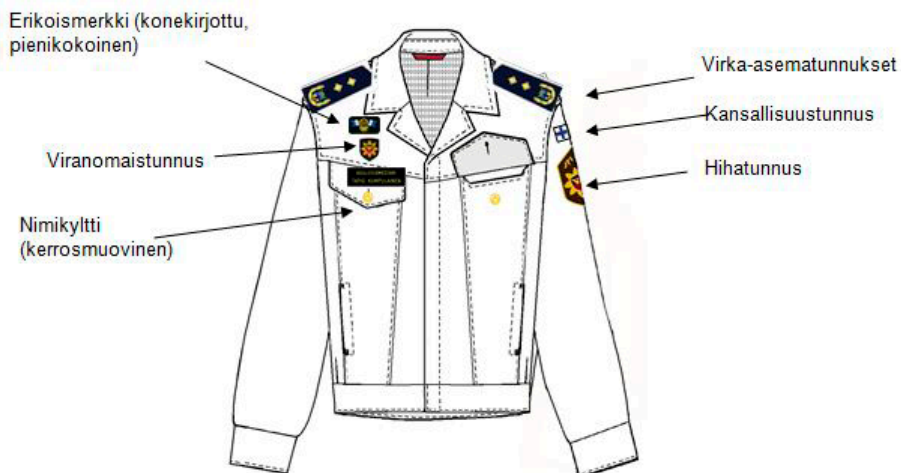 Erikoismerkki (konekirjottu,
pienikokoinen)
Virka-asematunnukset
Kansallisuustunnus
Viranomaistunnus
Hihatunnus
Nimikyltti
(kerrosmuovinen)